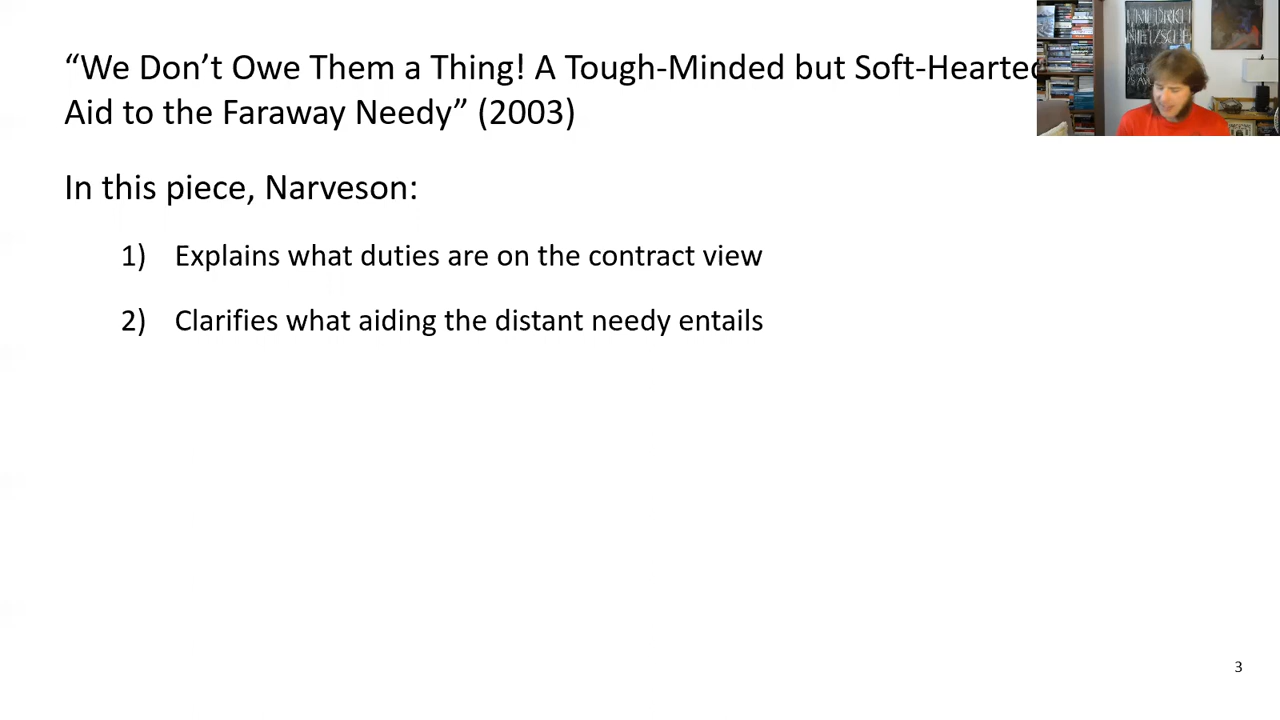 “We Don’t Owe Them a Thing! A Tough-Minded but Soft-Hearted
Aid to the Faraway Needy” (2003)
In this piece, Narveson:
1) Explains what duties are on the contract view
2) Clarifies what aiding the distant needy entails
3
NIETZSCHE